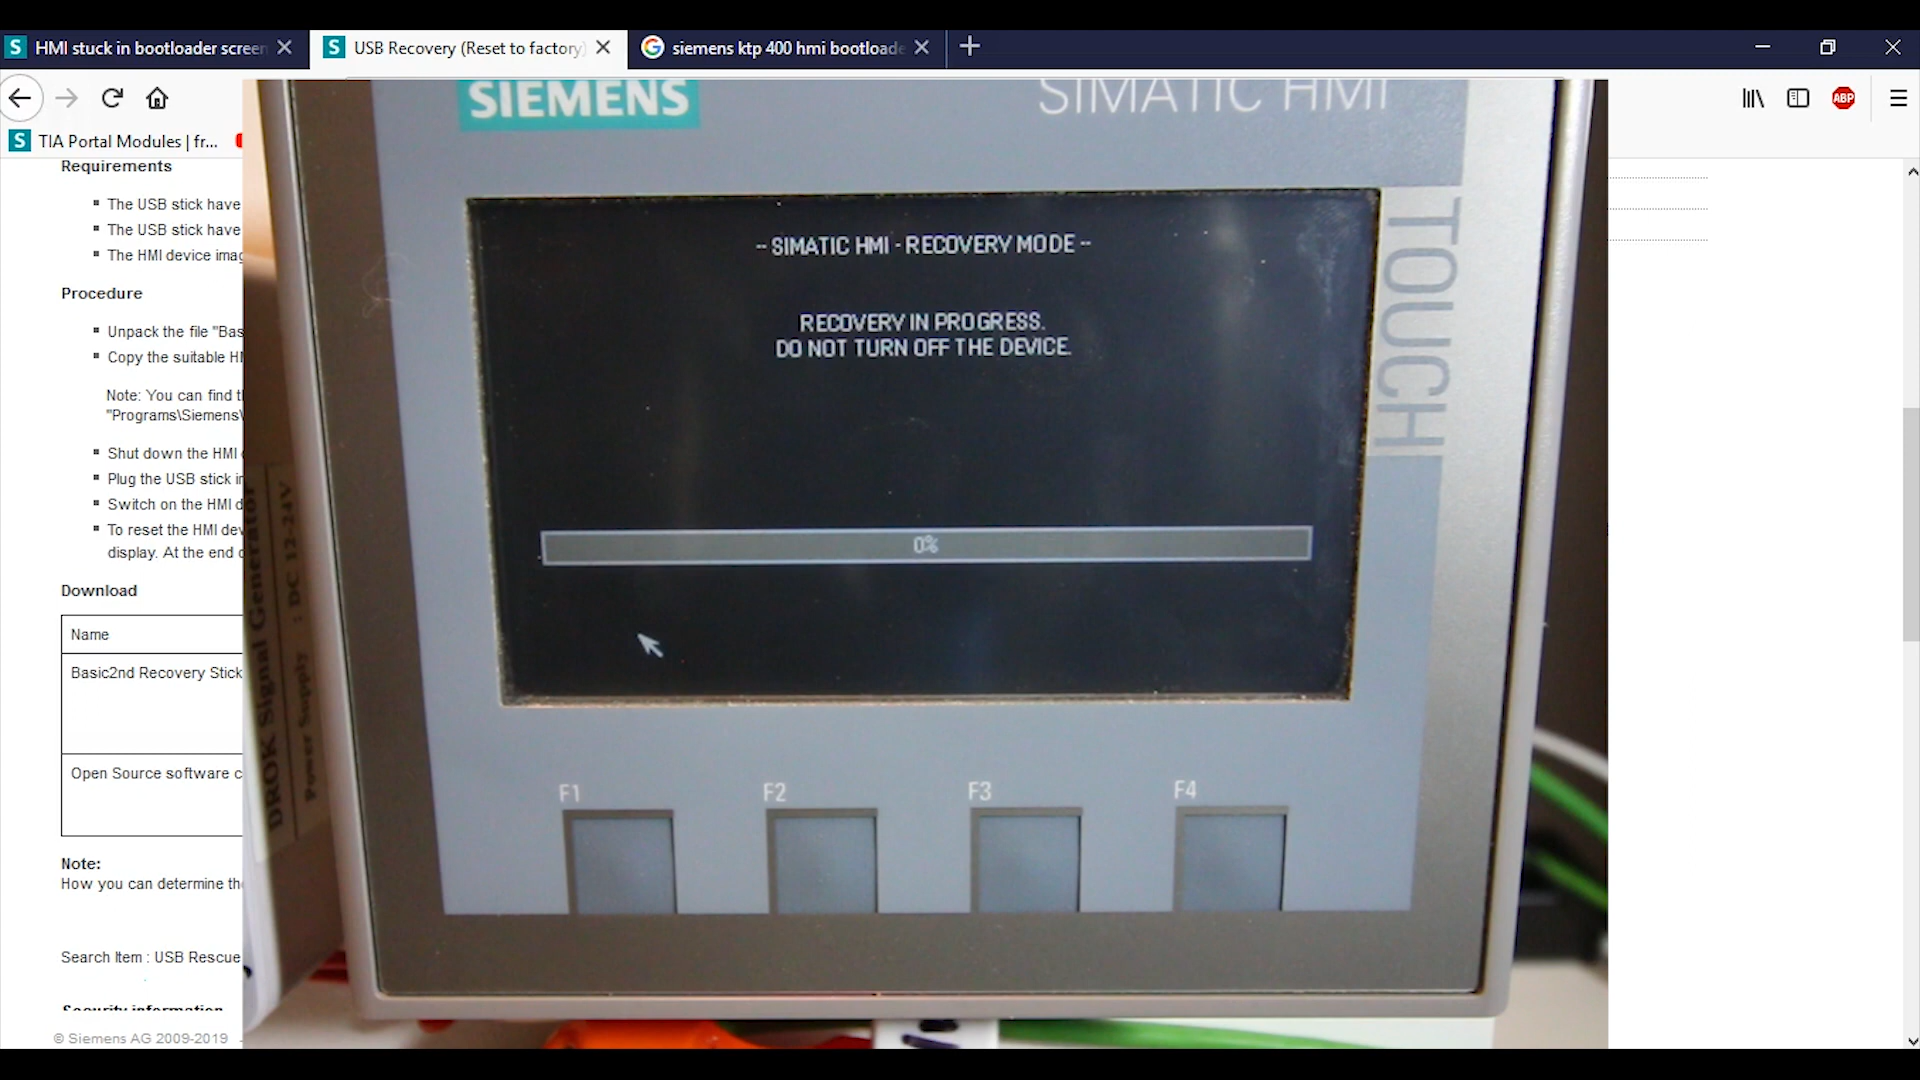 HMI stuck in bootloader screen
USB Recovery (Reset to factory
siemens ktp 400 hmi bootloade
ABP
TIA Portal Modules | fr...
Requirements
The USB stick have
The USB stick have
The HMI device imag
Procedure
Unpack the file "Bas
Copy the suitable H
Note: You can find t
"Programs\Siemens\
Shut down the HMI
Plug the USB stick i
Switch on the HMI d
To reset the HMI dev
display. At the end
Download
Name
Basic2nd Recovery Stick
Open Source software c
Note:
How you can determine the
Search Item : USB Rescue
Security information
© Siemens AG 2009-2019
SIEMENS
SIMATIC HMI
TOUCH
-- SIMATIC HMI - RECOVERY MODE --
RECOVERY IN PROGRESS.
DO NOT TURN OFF THE DEVICE.
0%
F1
F2
F3
F4
DROK Signal Generator
Power Supply : DC 12-24V